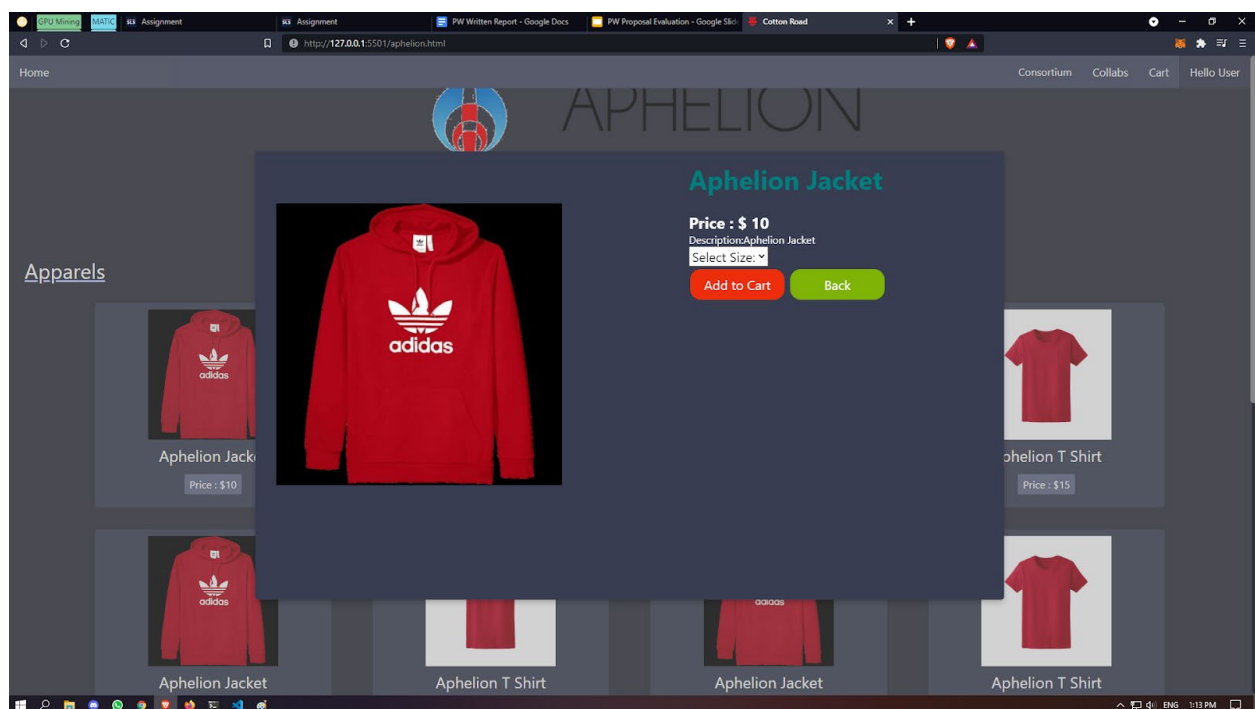 GPU Mining
MATIC
SCS Assignment
SCS Assignment
PW Written Report - Google Docs
PW Proposal Evaluation - Google Slid
Cotton Road
http://127.0.0.1:5501/aphelion.html
Home
Consortium
Collabs
Cart
Hello User
APHELION
Aphelion Jacket
Price : $ 10
Description:Aphelion Jacket
Select Size:
Add to Cart
Back
adidas
Apparels
adidas
Aphelion Jack
Price : $10
phelion T Shirt
Price : $15
adidas
adidas
Aphelion Jacket
Aphelion T Shirt
Aphelion Jacket
Aphelion T Shirt
ENG
1:13 PM